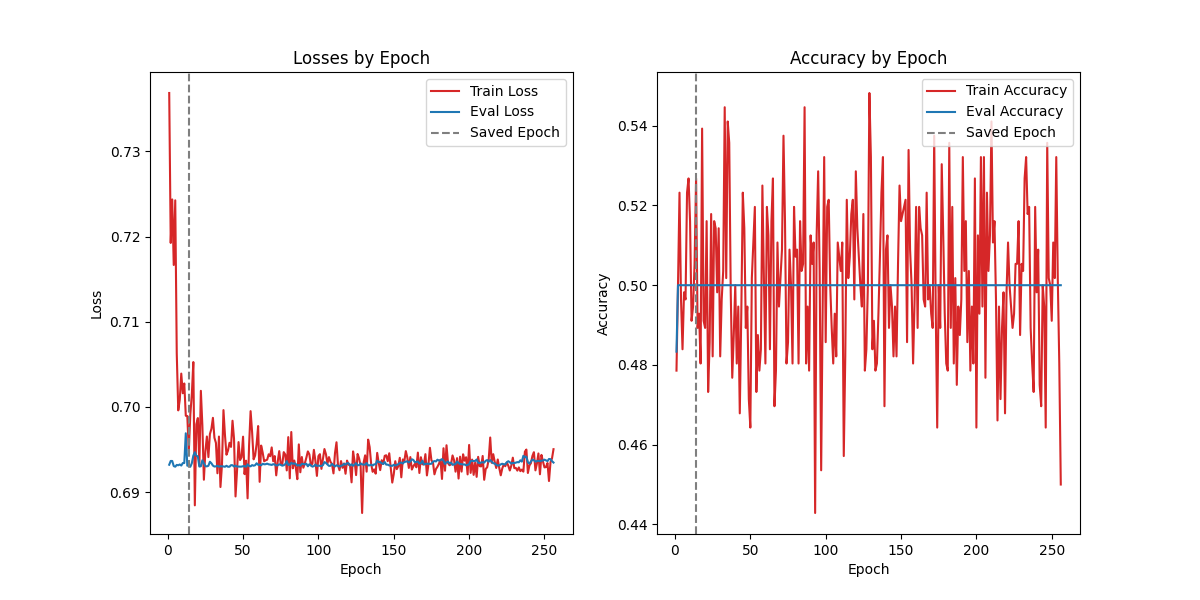 Losses by Epoch
Train Loss
Eval Loss
Saved Epoch
0.73
0.72
0.71
0.70
0.69
Loss
0
50
100
150
200
250
Epoch
Accuracy by Epoch
Train Accuracy
Eval Accuracy
Saved Epoch
0.54
0.52
0.50
0.48
0.46
0.44
Accuracy
0
50
100
150
200
250
Epoch